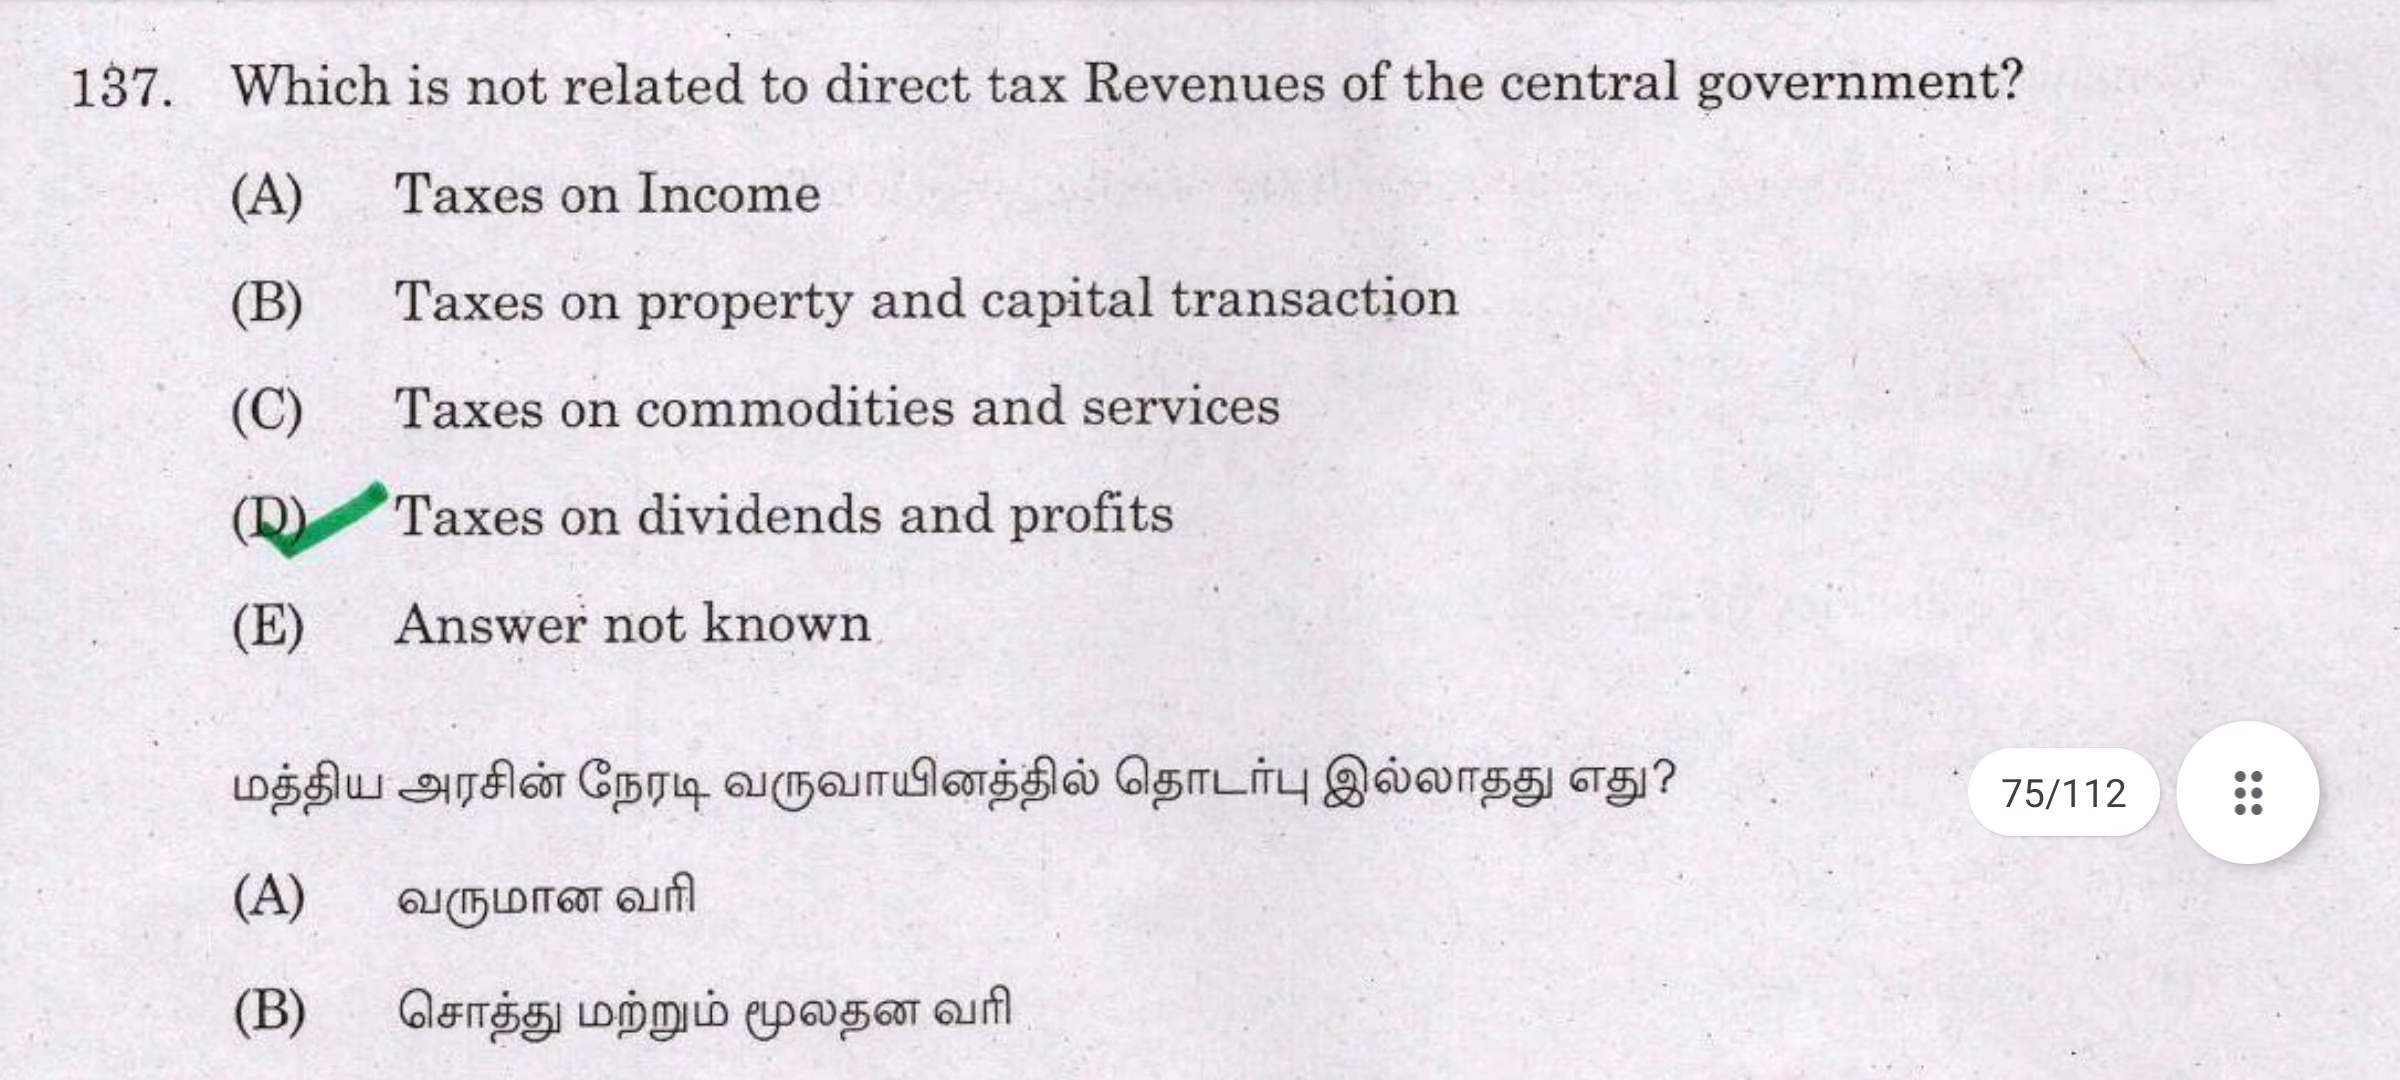 137. Which is not related to direct tax Revenues of the central government?
(A) Taxes on Income
(B) Taxes on property and capital transaction
(C) Taxes on commodities and services
(D) Taxes on dividends and profits
(E) Answer not known
மத்திய அரசின் நேரடி வருவாயினத்தில் தொடர்பு இல்லாதது எது?
75/112
(A) வருமான வரி
(B) சொத்து மற்றும் மூலதன வரி